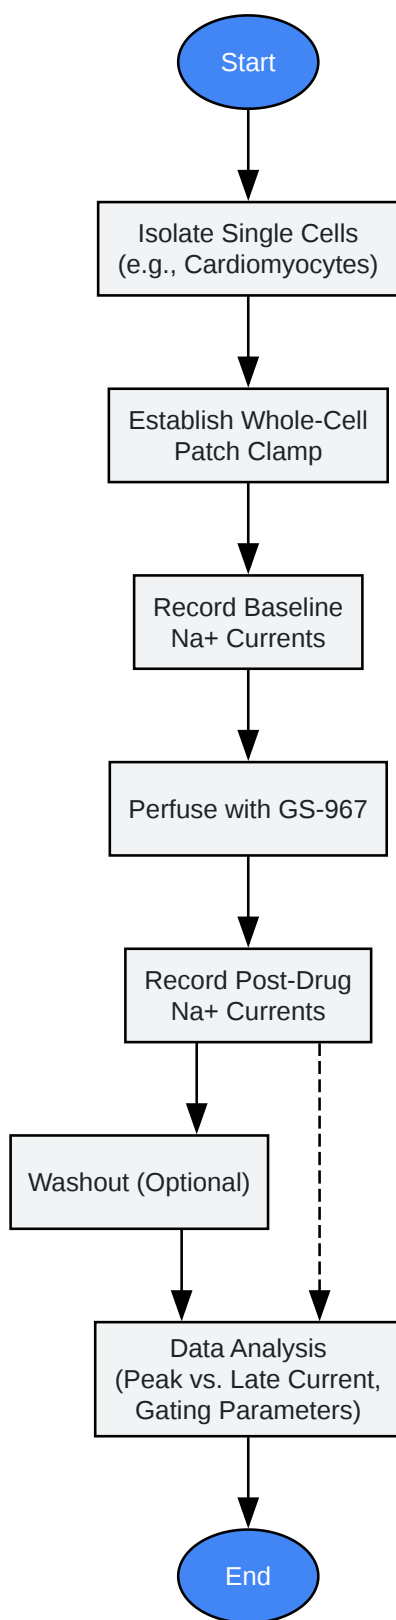 Start
Isolate Single Cells
(e.g., Cardiomyocytes)
Establish Whole-Cell
Patch Clamp
Record Baseline
Na+ Currents
Perfuse with GS-967
Record Post-Drug
Na+ Currents
Washout (Optional)
Data Analysis
(Peak vs. Late Current,
Gating Parameters)
End